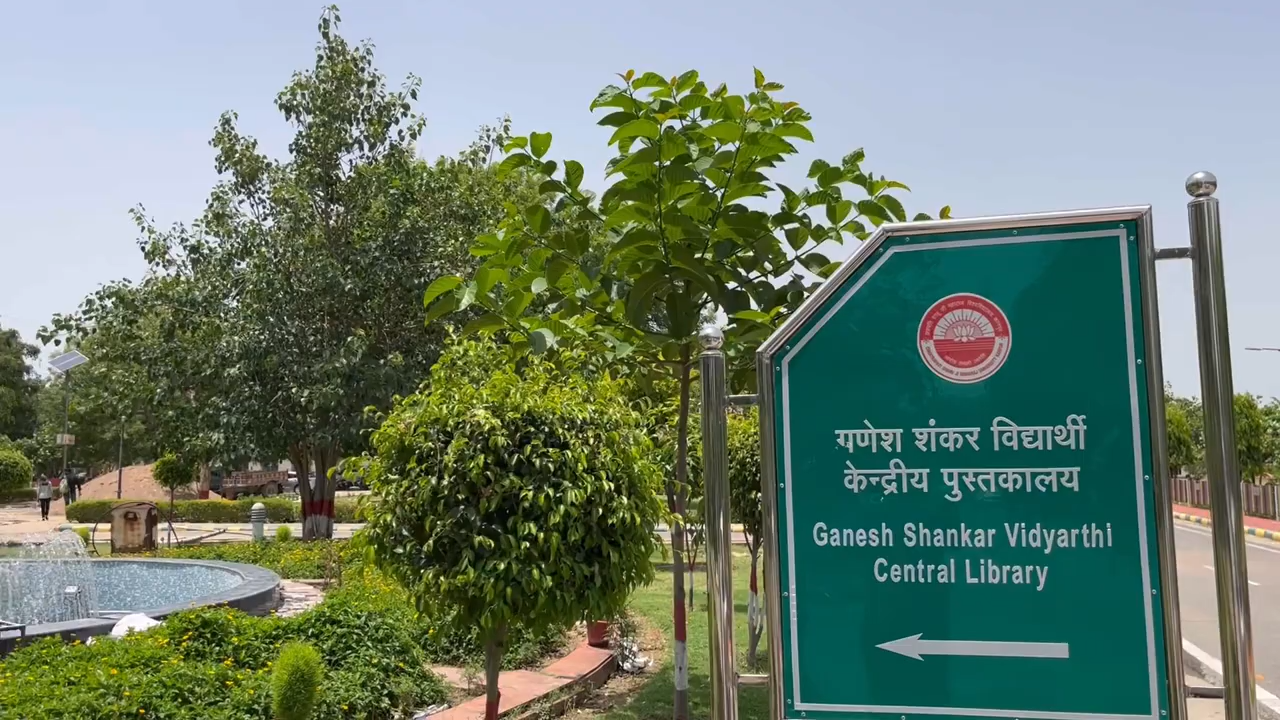 गणेश शंकर विद्यार्थी
केन्द्रीय पुस्तकालय
Ganesh Shankar Vidyarthi
Central Library